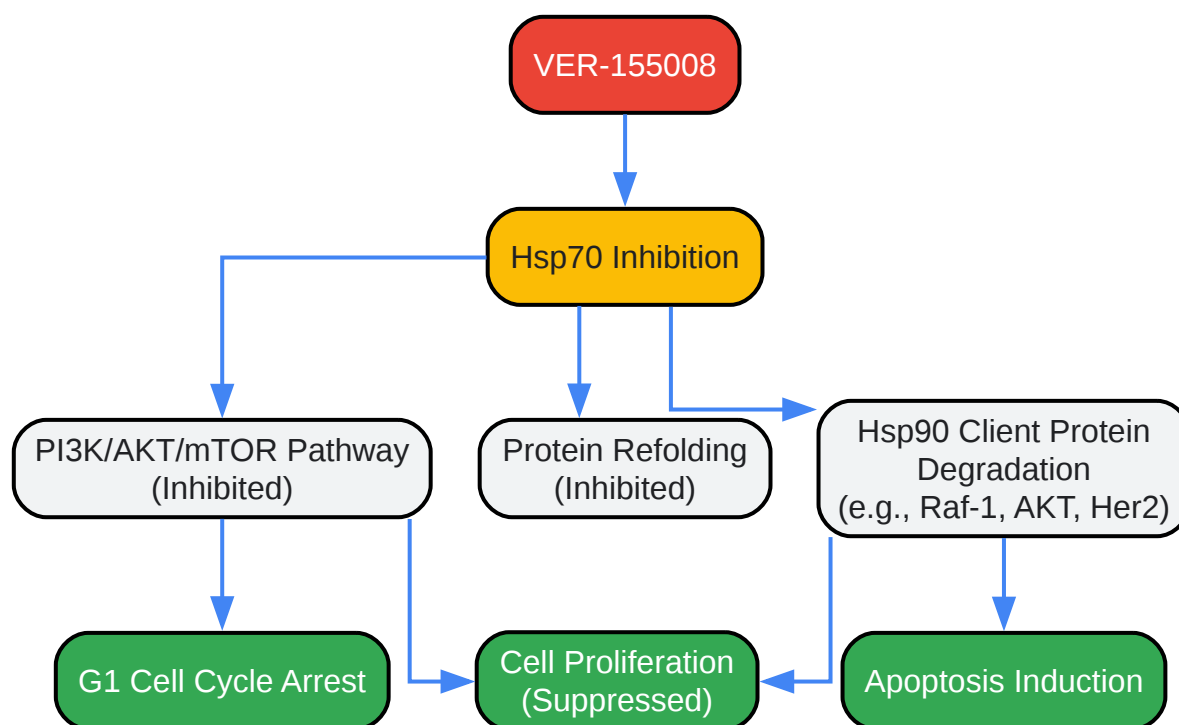 VER-155008
Hsp70 Inhibition
PI3K/AKT/mTOR Pathway
(Inhibited)
Protein Refolding
(Inhibited)
Hsp90 Client Protein
Degradation
(e.g., Raf-1, AKT, Her2)
G1 Cell Cycle Arrest
Cell Proliferation
(Suppressed)
Apoptosis Induction